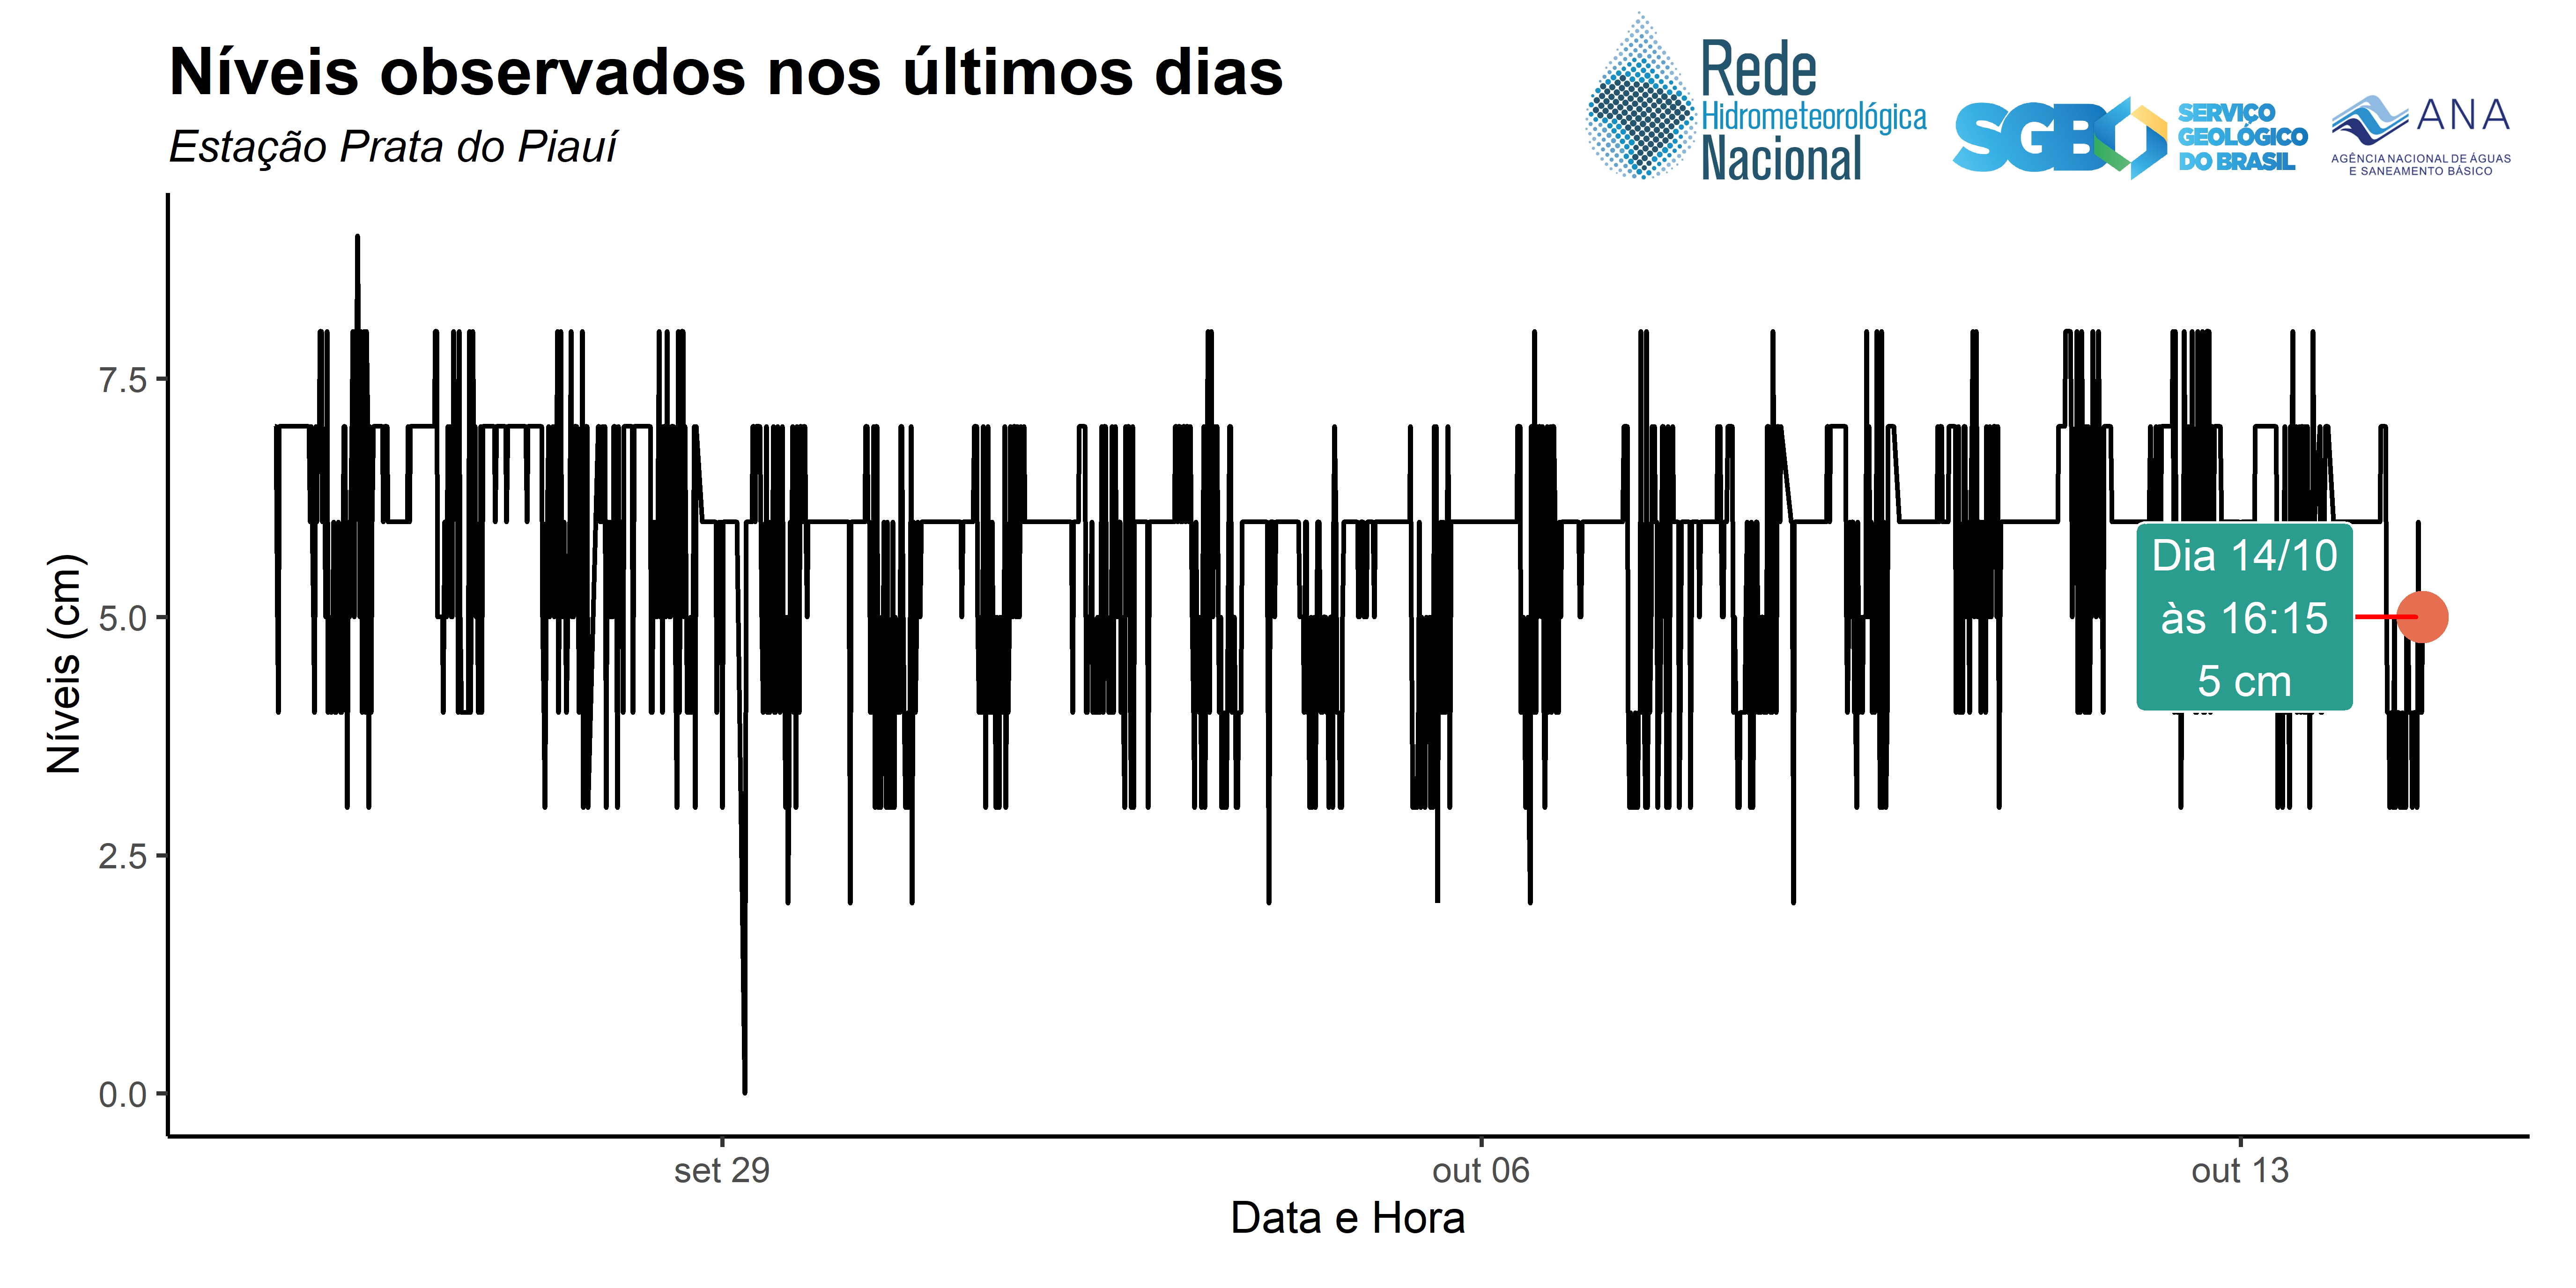 Níveis observados nos últimos dias
Estação Prata do Piauí
Rede
Hidrometeorológica
Nacional
SGB
SERVIÇO
GEOLÓGICO
DO BRASIL
ANA
AGÊNCIA NACIONAL DE ÁGUAS
E SANEAMENTO BÁSICO
Níveis (cm)
7.5
5.0
2.5
0.0
Dia 14/10
às 16:15
5 cm
set 29
out 06
out 13
Data e Hora